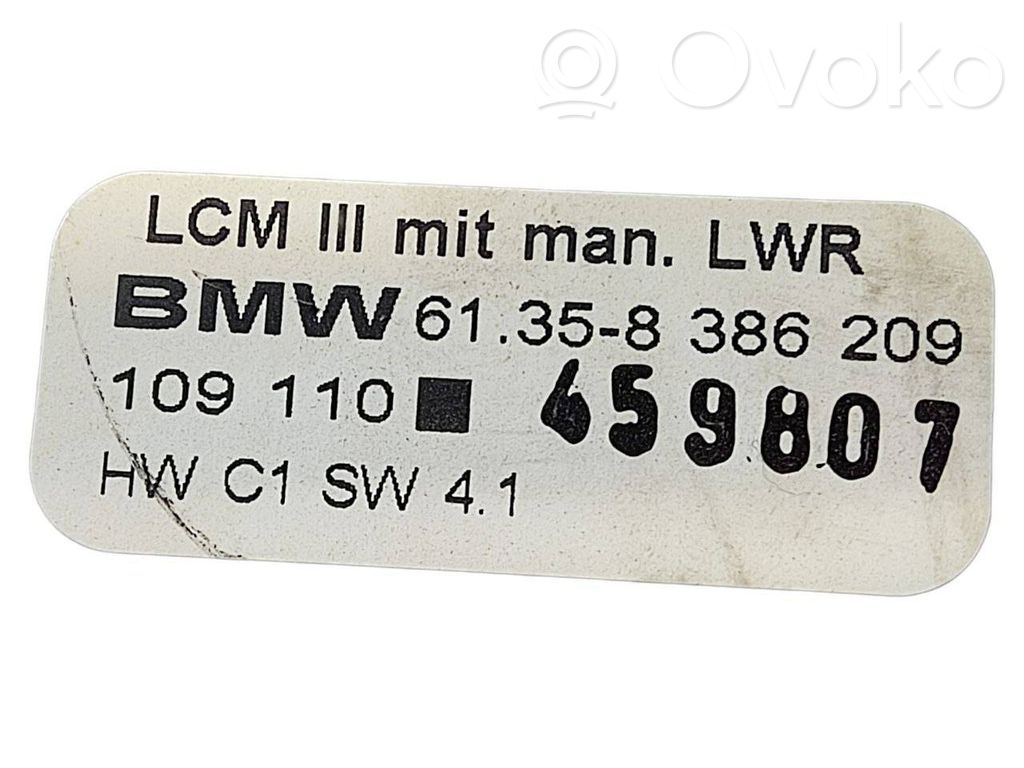 Ovoko
LCM III mit man. LWR
BMW 61.35-8 386 209
109 110■ 459807
HW C1 SW 4.1